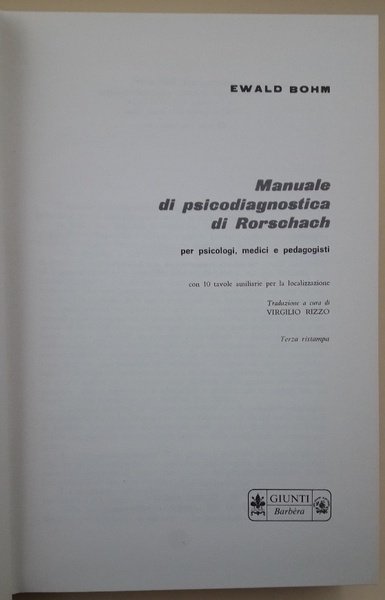 EWALD BOHM
Manuale
di psicodiagnostica
di Rorschach
per psicologi, medici e pedagogisti
con 10 tavole ausiliarie per la localizzazione
Traduzione a cura di
VIRGILIO RIZZO
Terza ristampa
GIUNTI
Barbèra